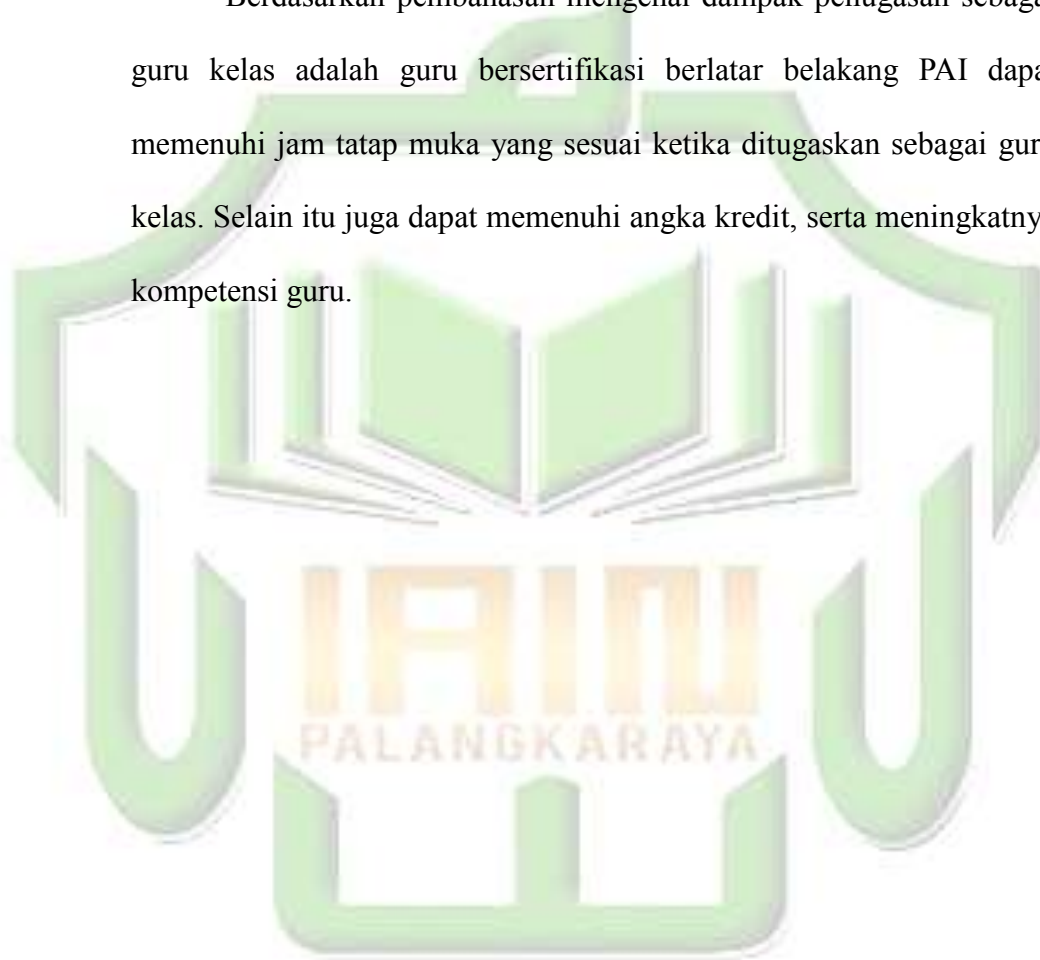 Berdasarkan pembahasan mengenai dampak penugasan sebaga
guru kelas adalah guru bersertifikasi berlatar belakang PAI dapa
memenuhi jam tatap muka yang sesuai ketika ditugaskan sebagai gur
kelas. Selain itu juga dapat memenuhi angka kredit, serta meningkatny
kompetensi guru.
IAIN
PALANGKARAYA